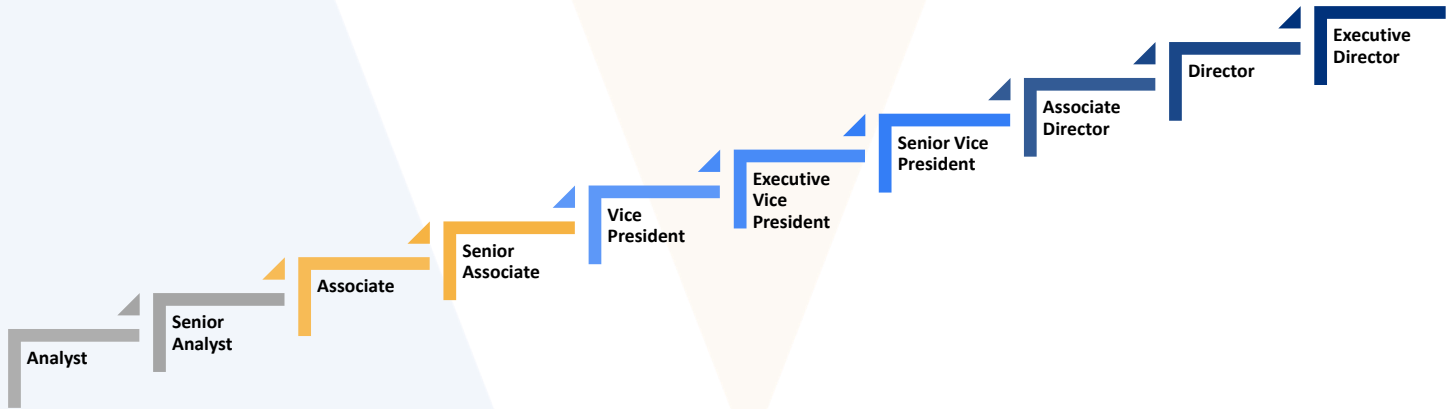 Analyst
Senior
Analyst
Associate
Senior
Associate
Vice
President
Executive
Vice
President
Senior Vice
President
Associate
Director
Director
Executive
Director